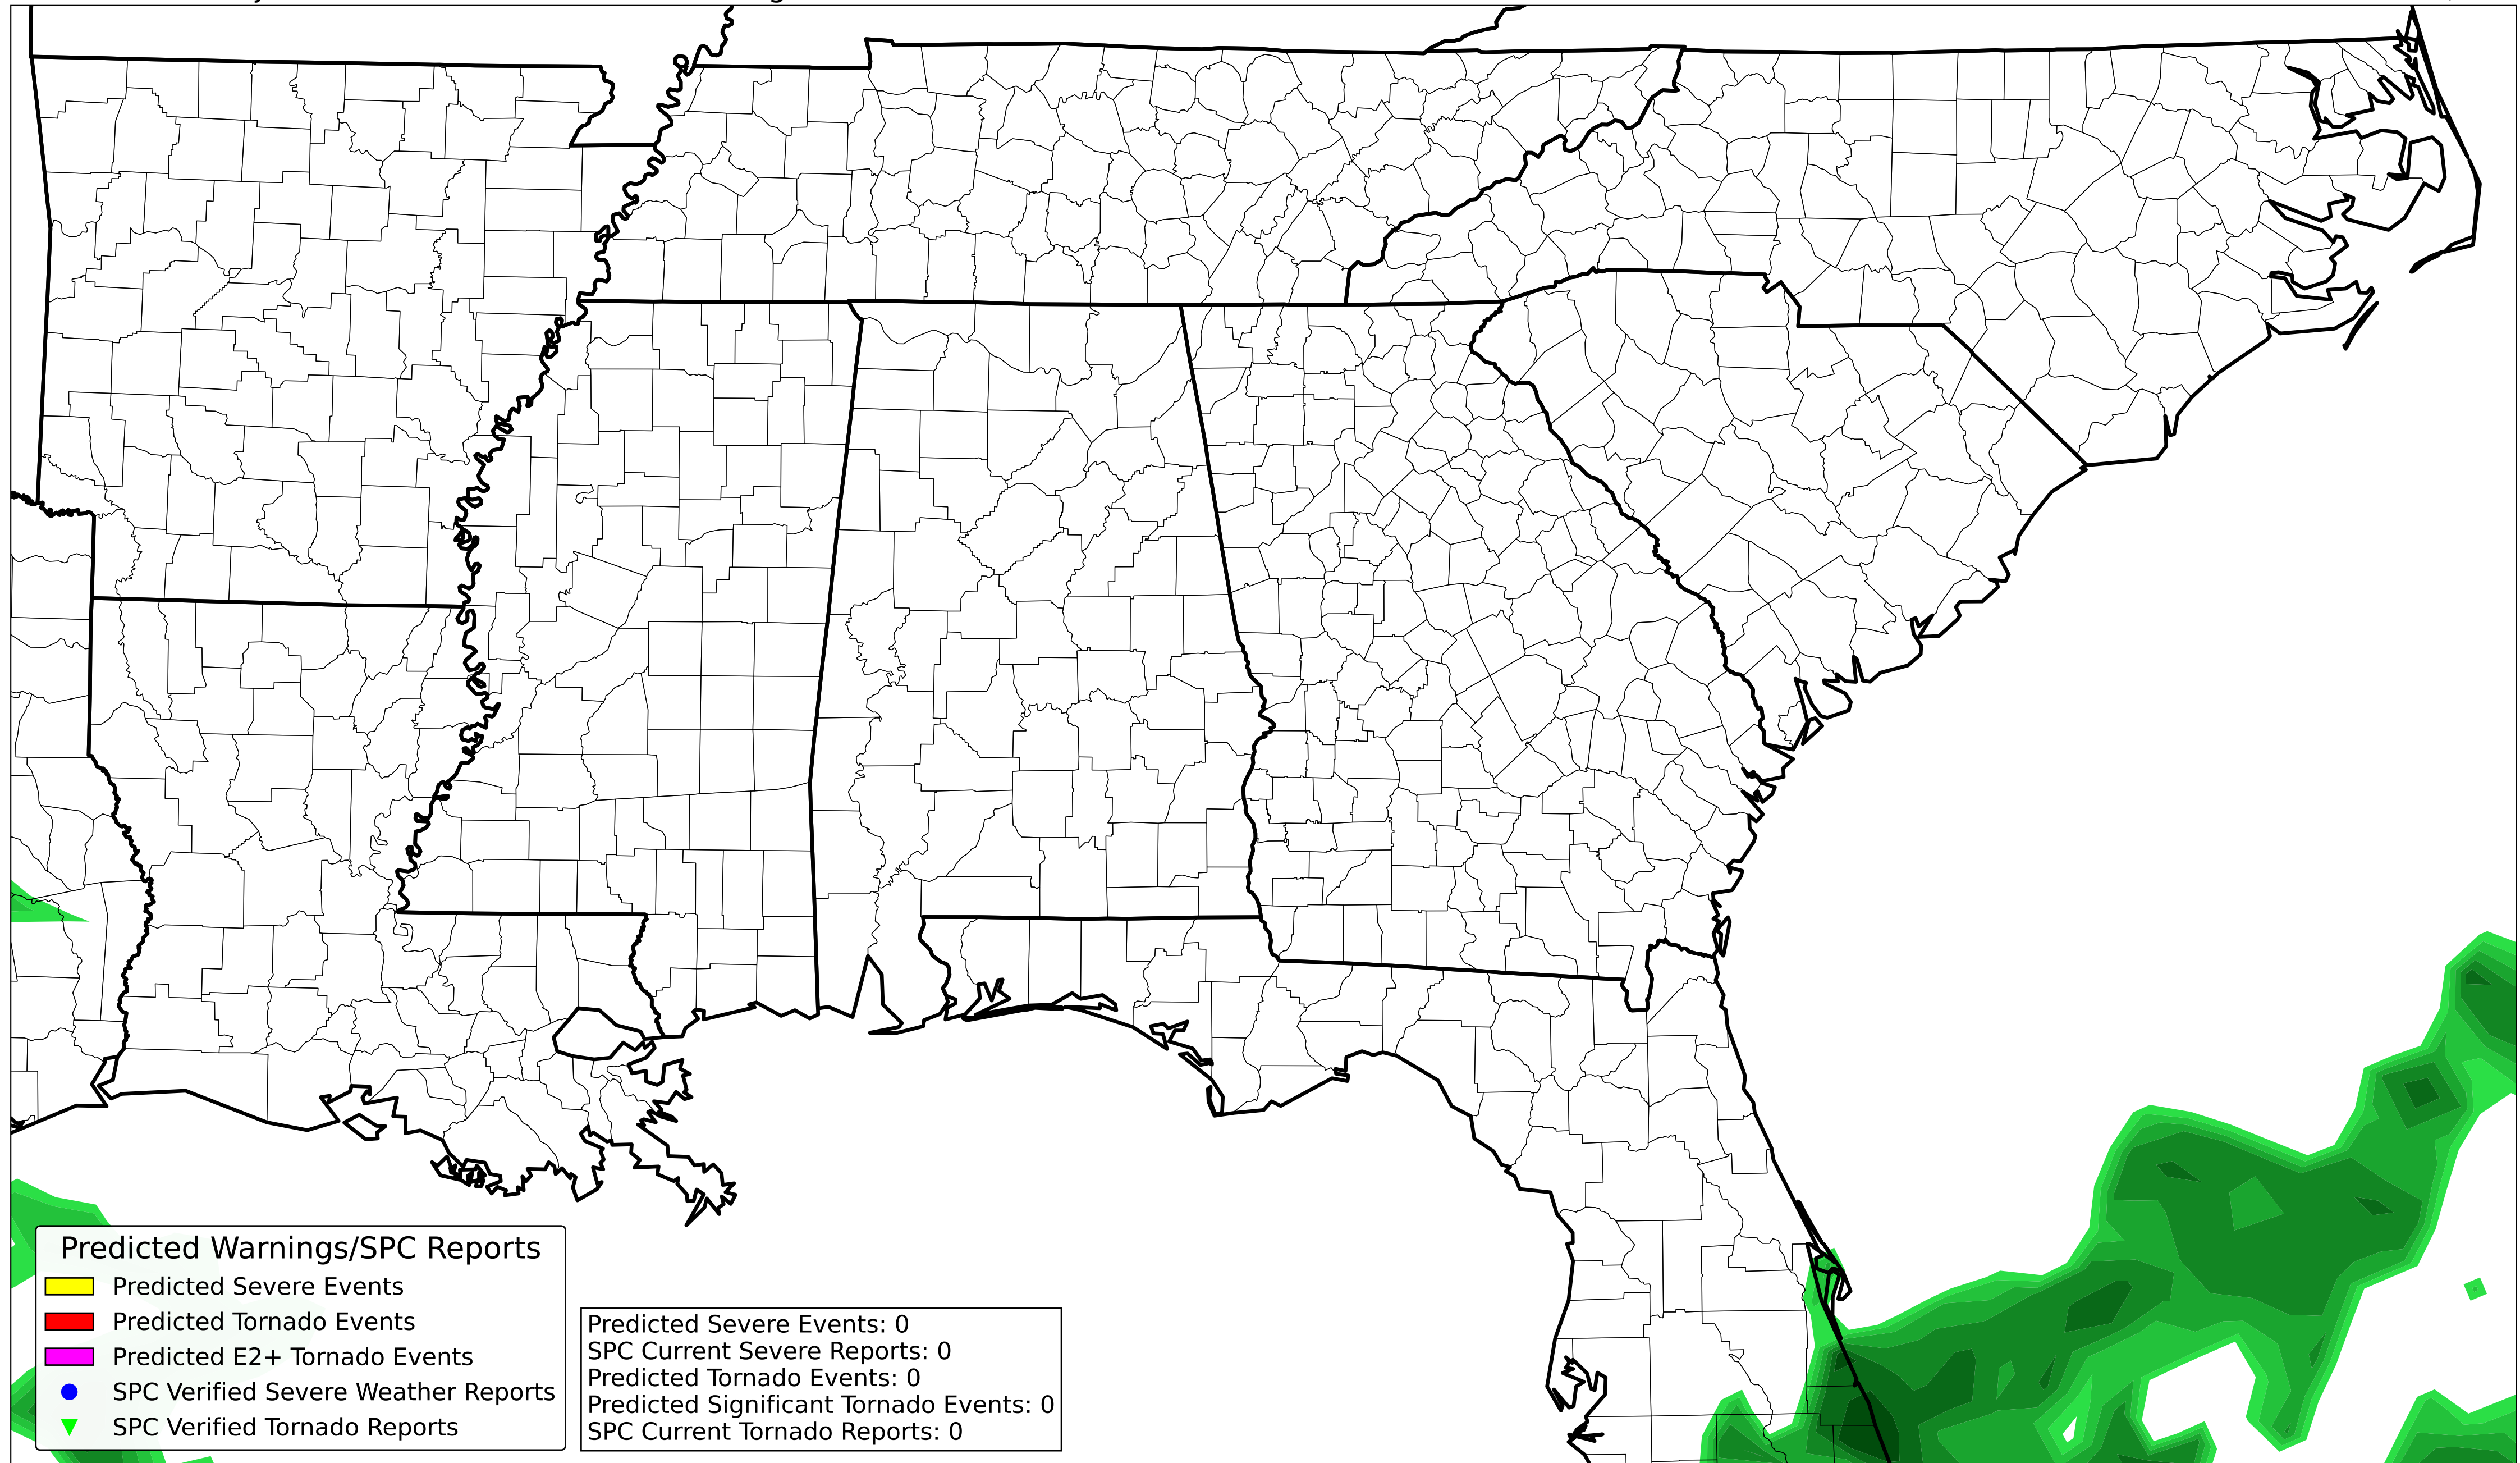 Predicted Warnings/SPC Reports
Predicted Severe Events
Predicted Tornado Events
Predicted E2+ Tornado Events
SPC Verified Severe Weather Reports
SPC Verified Tornado Reports
Predicted Severe Events: 0
SPC Current Severe Reports: 0
Predicted Tornado Events: 0
Predicted Significant Tornado Events: 0
SPC Current Tornado Reports: 0